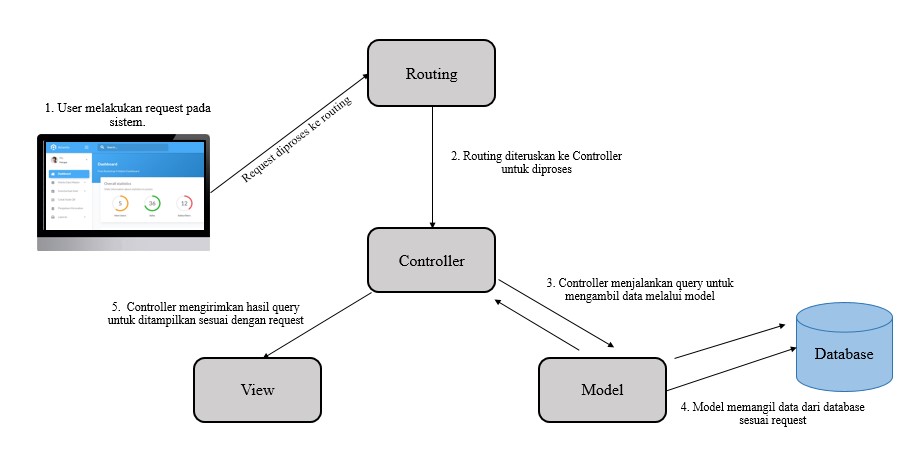 Routing
1. User melakukan request pada
sistem.
Request diproses ke routing
Dashboard
5
36
12
2. Routing diteruskan ke Controller
untuk diproses
Controller
3. Controller menjalankan query untuk
mengambil data melalui model
5. Controller mengirimkan hasil query
untuk ditampilkan sesuai dengan request
Database
View
Model
4. Model memangil data dari database
sesuai request